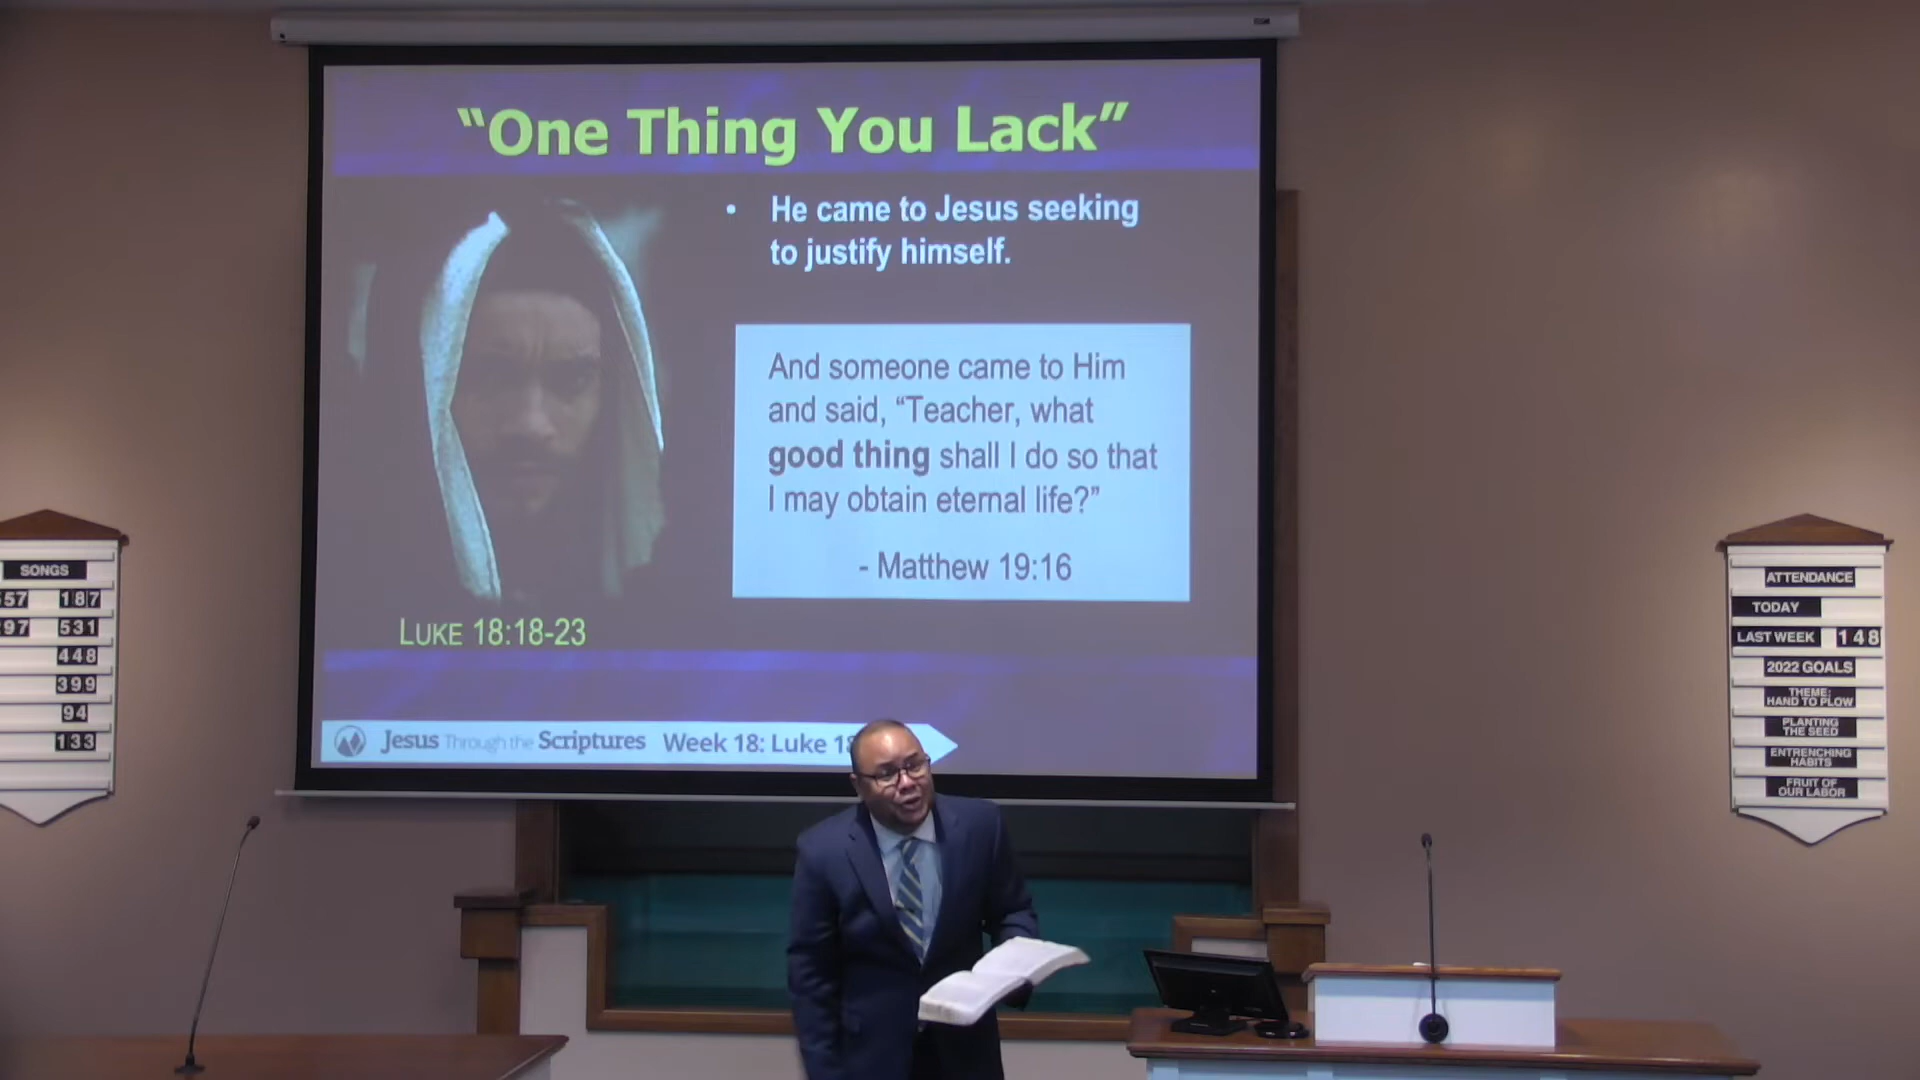 “One Thing You Lack”
• He came to Jesus seeking
to justify himself.
And someone came to Him
and said, “Teacher, what
good thing shall I do so that
I may obtain eternal life?”
- Matthew 19:16
LUKE 18:18-23
Jesus Through the Scriptures Week 18: Luke
SONGS
57 187
97 531
448
399
94
133
ATTENDANCE
TODAY
LAST WEEK 148
2022 GOALS
THEME:
HAND TO PLOW
PLANTING
THE SEED
ENTRENCHING
HABITS
FRUIT OF
OUR LABOR